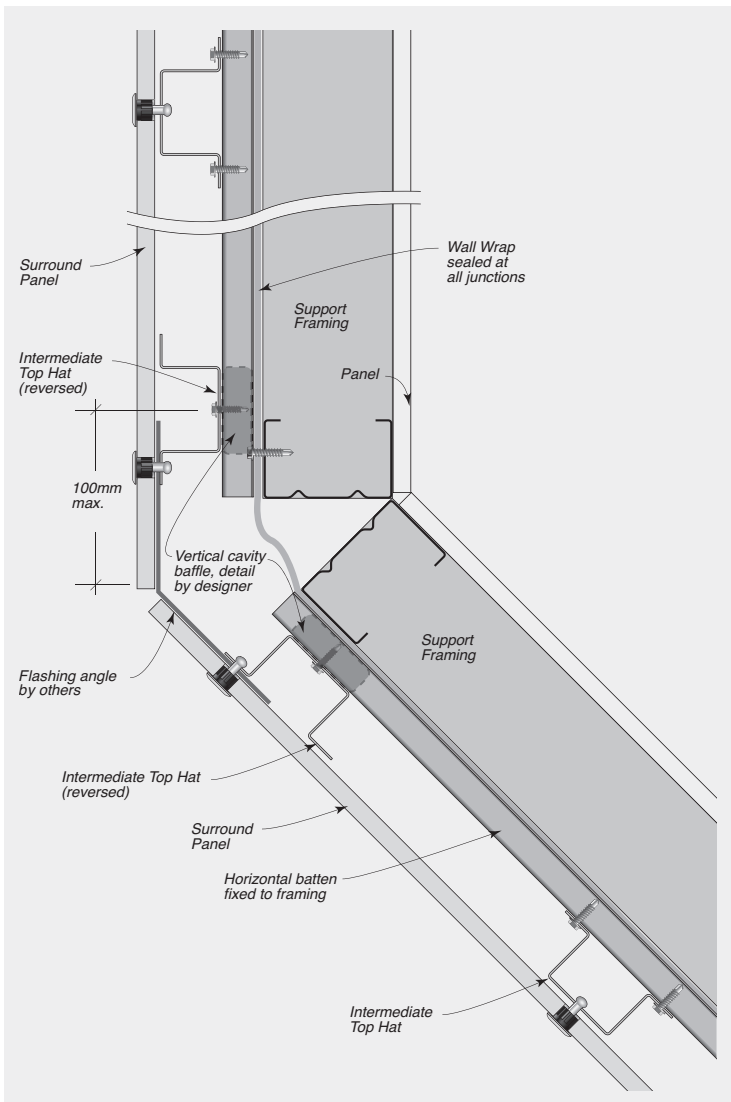 Wall Wrap
sealed at
all junctions
Surround
Panel
Support
Framing
Intermediate
Top Hat
(reversed)
Panel
100mm
max.
Vertical cavity
baffle, detail
by designer
Support
Framing
Flashing angle
by others
Intermediate Top Hat
(reversed)
Surround
Panel
Horizontal batten
fixed to framing
Intermediate
Top Hat